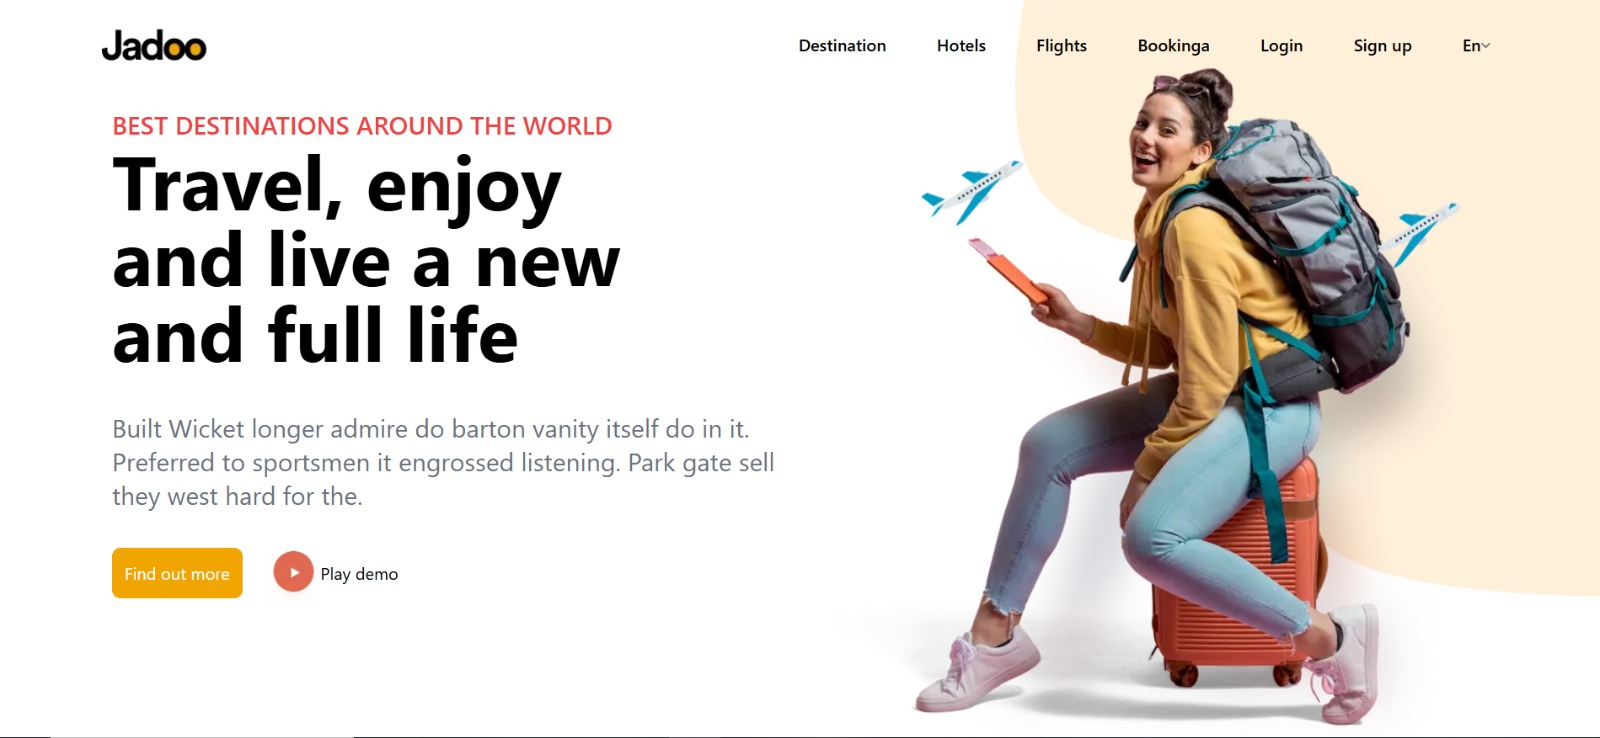 Jadoo
Destination Hotels Flights Bookinga Login Sign up En
BEST DESTINATIONS AROUND THE WORLD
Travel, enjoy
and live a new
and full life
Built Wicket longer admire do barton vanity itself do in it.
Preferred to sportsmen it engrossed listening. Park gate sell
they west hard for the.
Find out more Play demo